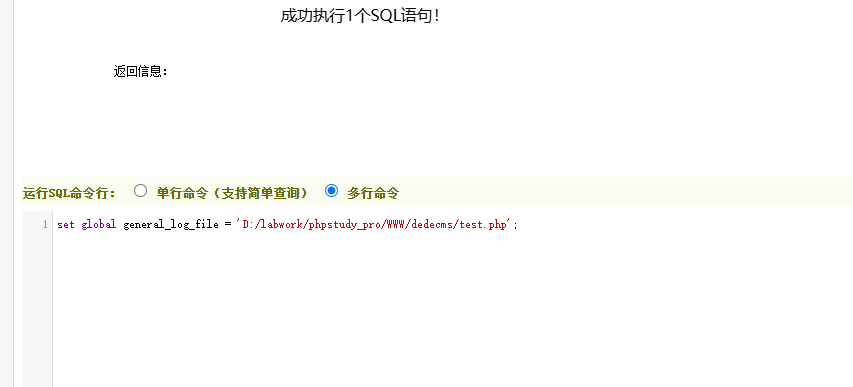 成功执行1个SQL语句！
返回信息：
运行SQL命令行： 单行命令（支持简单查询） 多行命令
1 set global general_log_file = 'D:/labwork/phpstudy_pro/WWW/dedecms/test.php';